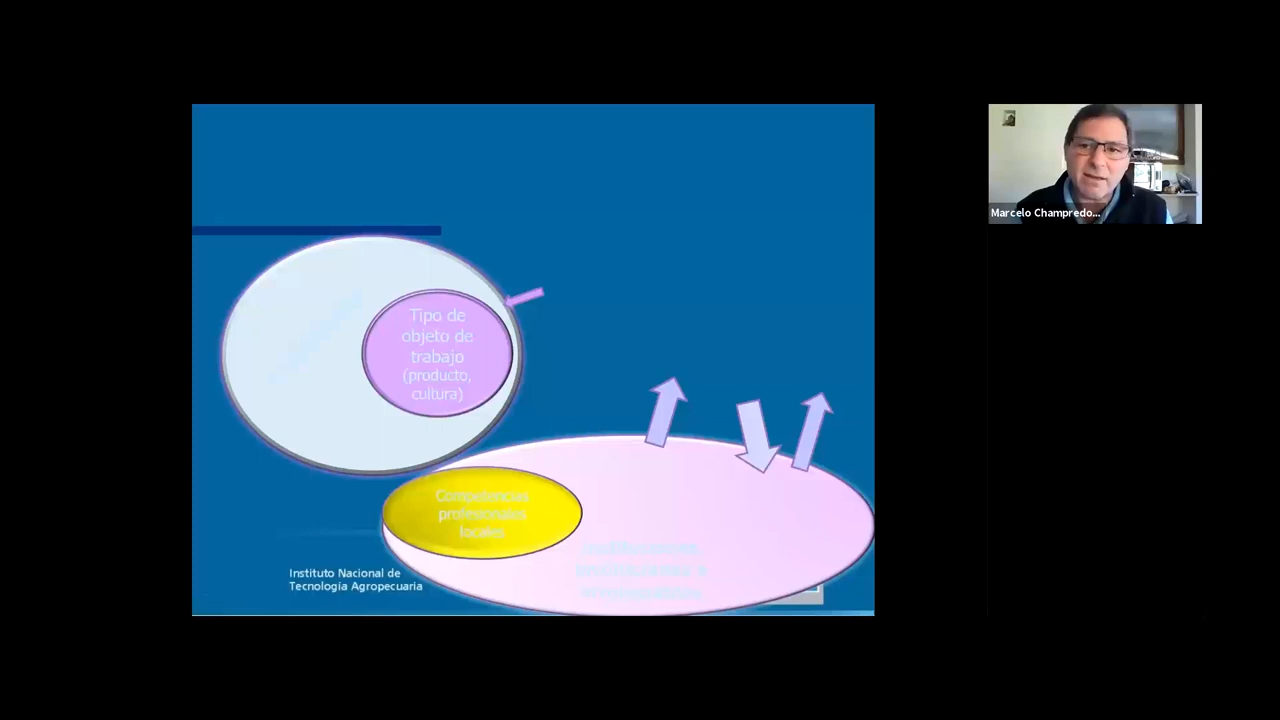 Marcelo Champredo...
Tipo de
objeto de
trabajo
(producto,
cultura)
Competencias
profesionales
locales
Instituto Nacional de
Tecnología Agropecuaria